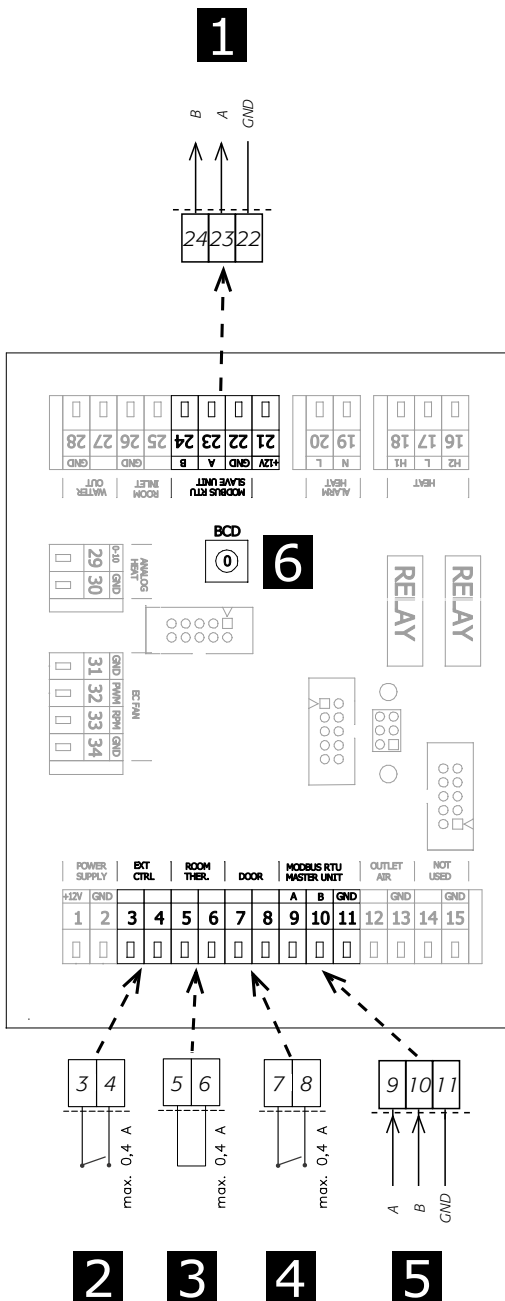 1
B A GND
24 23 22
28 27 26 25 24 23 22 21 20 19 18 17 16
GND GND B A GND +12V L N H1 L H2
WATER OUT
ROOM INLET
MODBUS RTU SLAVE UNIT
ALARM HEAT
HEAT
BCD
0
6
29 0-10
30 GND
ANALOG HEAT
RELAY
RELAY
31 GND
32 PWM
33 RPM
34 GND
EC FAN
POWER SUPPLY
EXT CTRL
ROOM THER.
DOOR
MODBUS RTU MASTER UNIT
OUTLET AIR
NOT USED
+12V GND A B GND GND GND
1 2 3 4 5 6 7 8 9 10 11 12 13 14 15
3 4
max. 0,4 A
5 6
max. 0,4 A
7 8
max. 0,4 A
9 10 11
A B GND
2 3 4 5